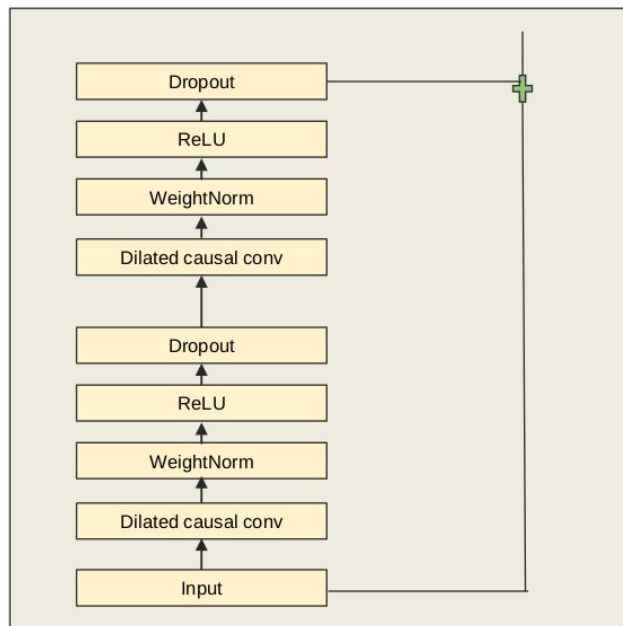 Dropout
ReLU
WeightNorm
Dilated causal conv
Dropout
ReLU
WeightNorm
Dilated causal conv
Input